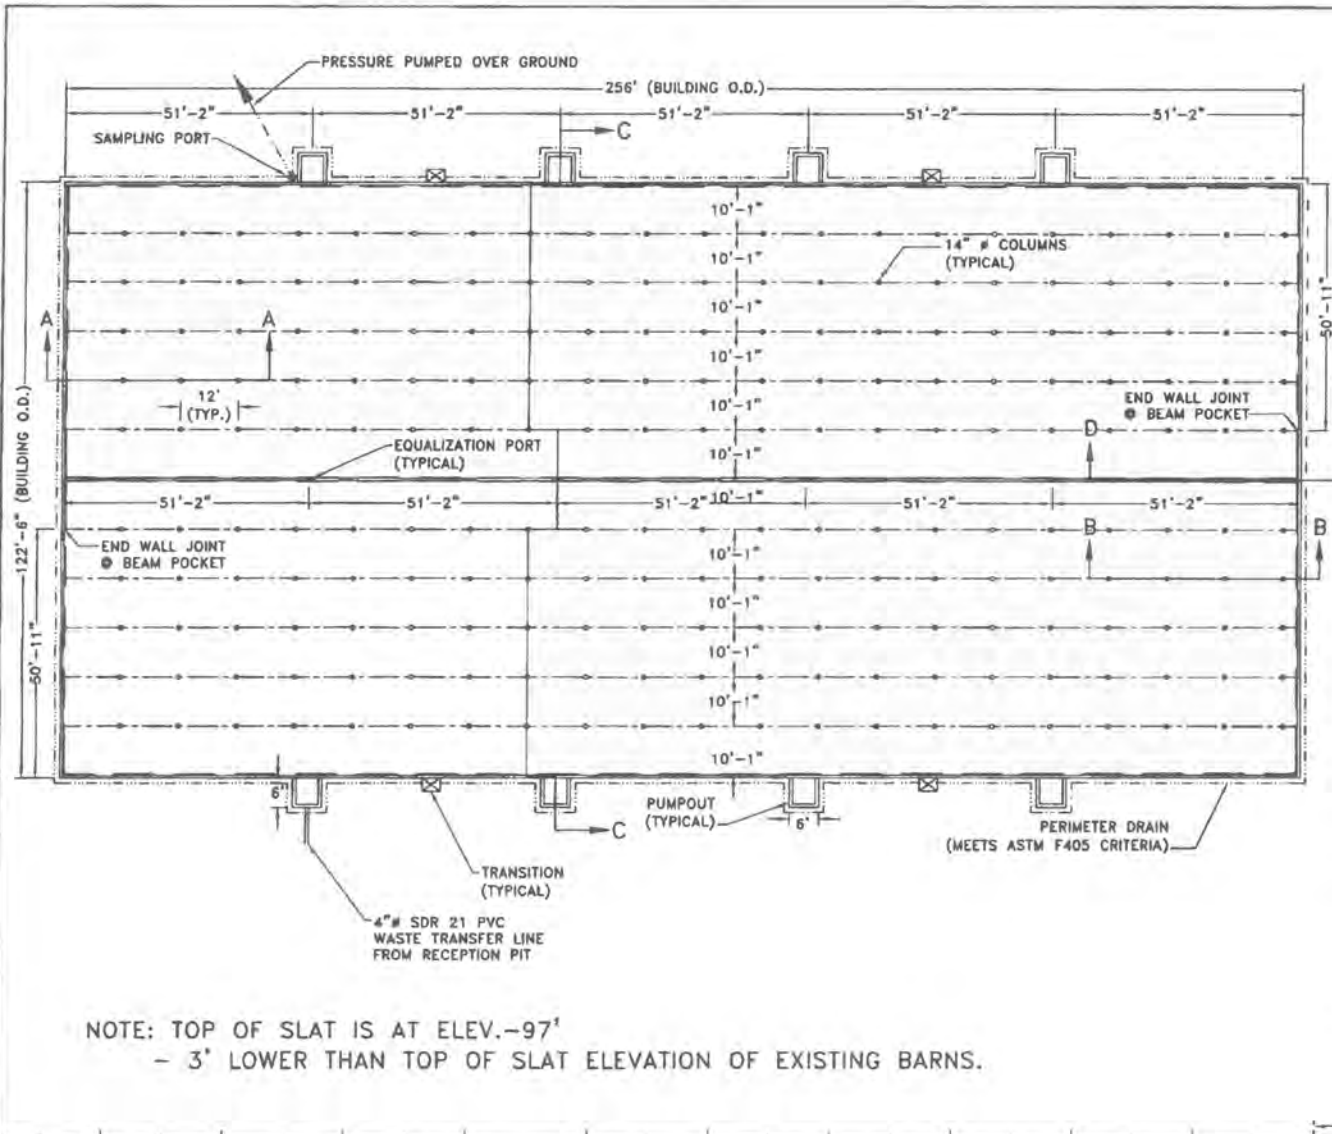 PRESSURE PUMPED OVER GROUND
256' (BUILDING O.D.)
51'-2" 51'-2" 51'-2" 51'-2" 51'-2"
SAMPLING PORT
C
10'-1"
14" ø COLUMNS
(TYPICAL)
10'-1"
10'-1"
50'-11"
A A
10'-1"
12'
(TYP.)
END WALL JOINT
@ BEAM POCKET
10'-1"
122'-6" (BUILDING O.D.)
D
EQUALIZATION PORT
(TYPICAL)
10'-1"
51'-2" 51'-2" 51'-2" 10'-1" 51'-2" 51'-2"
END WALL JOINT
@ BEAM POCKET
10'-1"
B B
10'-1"
50'-11"
10'-1"
10'-1"
10'-1"
6'
PUMPOUT
(TYPICAL)
6'
C
PERIMETER DRAIN
(MEETS ASTM F405 CRITERIA)
TRANSITION
(TYPICAL)
4"ø SDR 21 PVC
WASTE TRANSFER LINE
FROM RECEPTION PIT
NOTE: TOP OF SLAT IS AT ELEV.-97'
- 3' LOWER THAN TOP OF SLAT ELEVATION OF EXISTING BARNS.